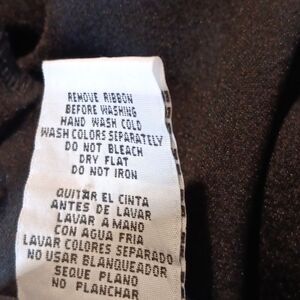 REMOVE RIBBON
BEFORE WASHING
HAND WASH COLD
WASH COLORS SEPARATELY
DO NOT BLEACH
DRY FLAT
DO NOT IRON
QUITAR EL CINTA
ANTES DE LAVAR
LAVAR A MANO
CON AGUA FRIA
LAVAR COLORES SEPARADO
NO USAR BLANQUEADOR
SEQUE PLANO
NO PLANCHAR